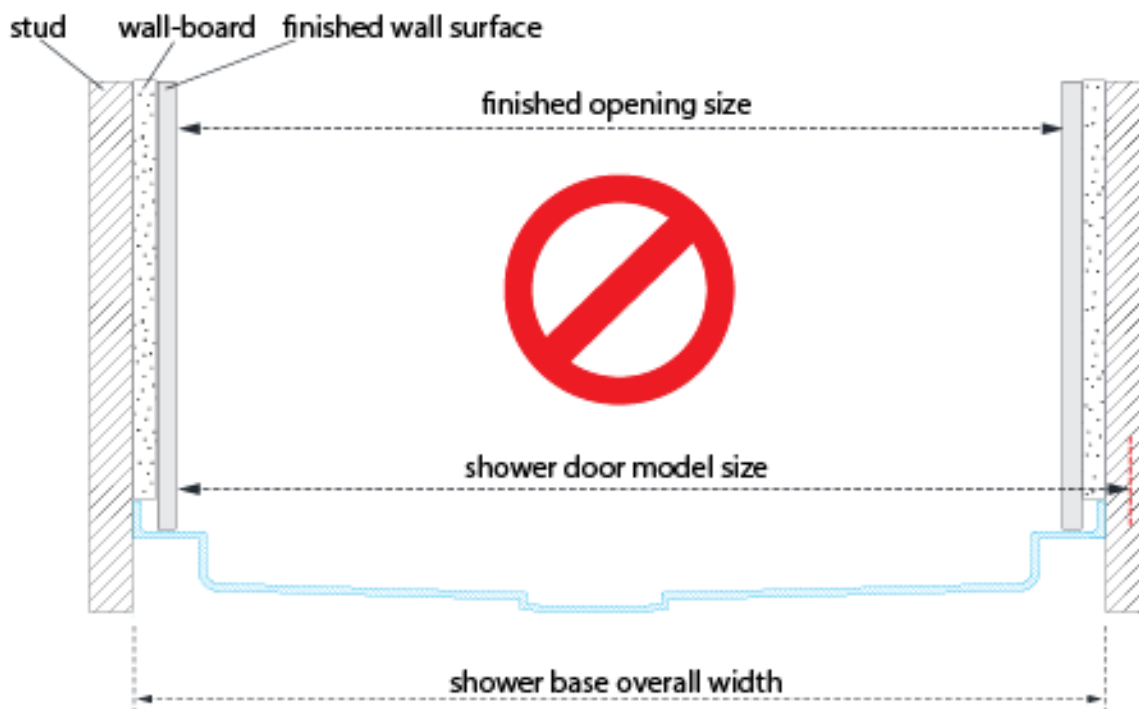 stud wall-board finished wall surface
finished opening size
shower door model size
shower base overall width